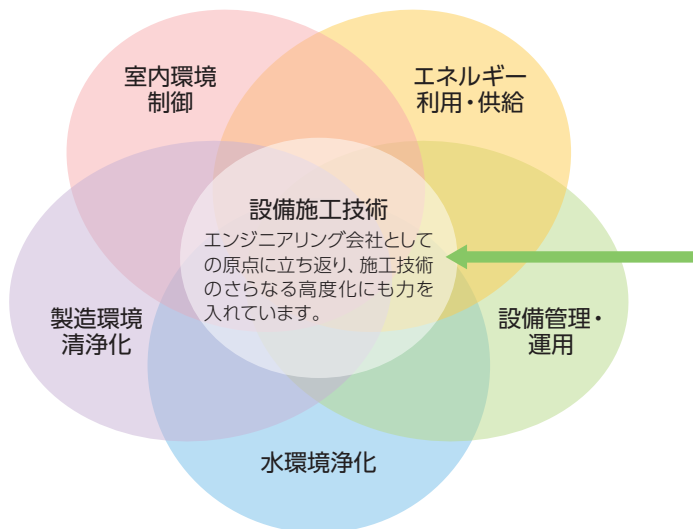 室内環境
制御
エネルギー
利用・供給
設備施工技術
エンジニアリング会社として
の原点に立ち返り、施工技術
のさらなる高度化にも力を
入れています。
製造環境
清浄化
設備管理・
運用
水環境浄化